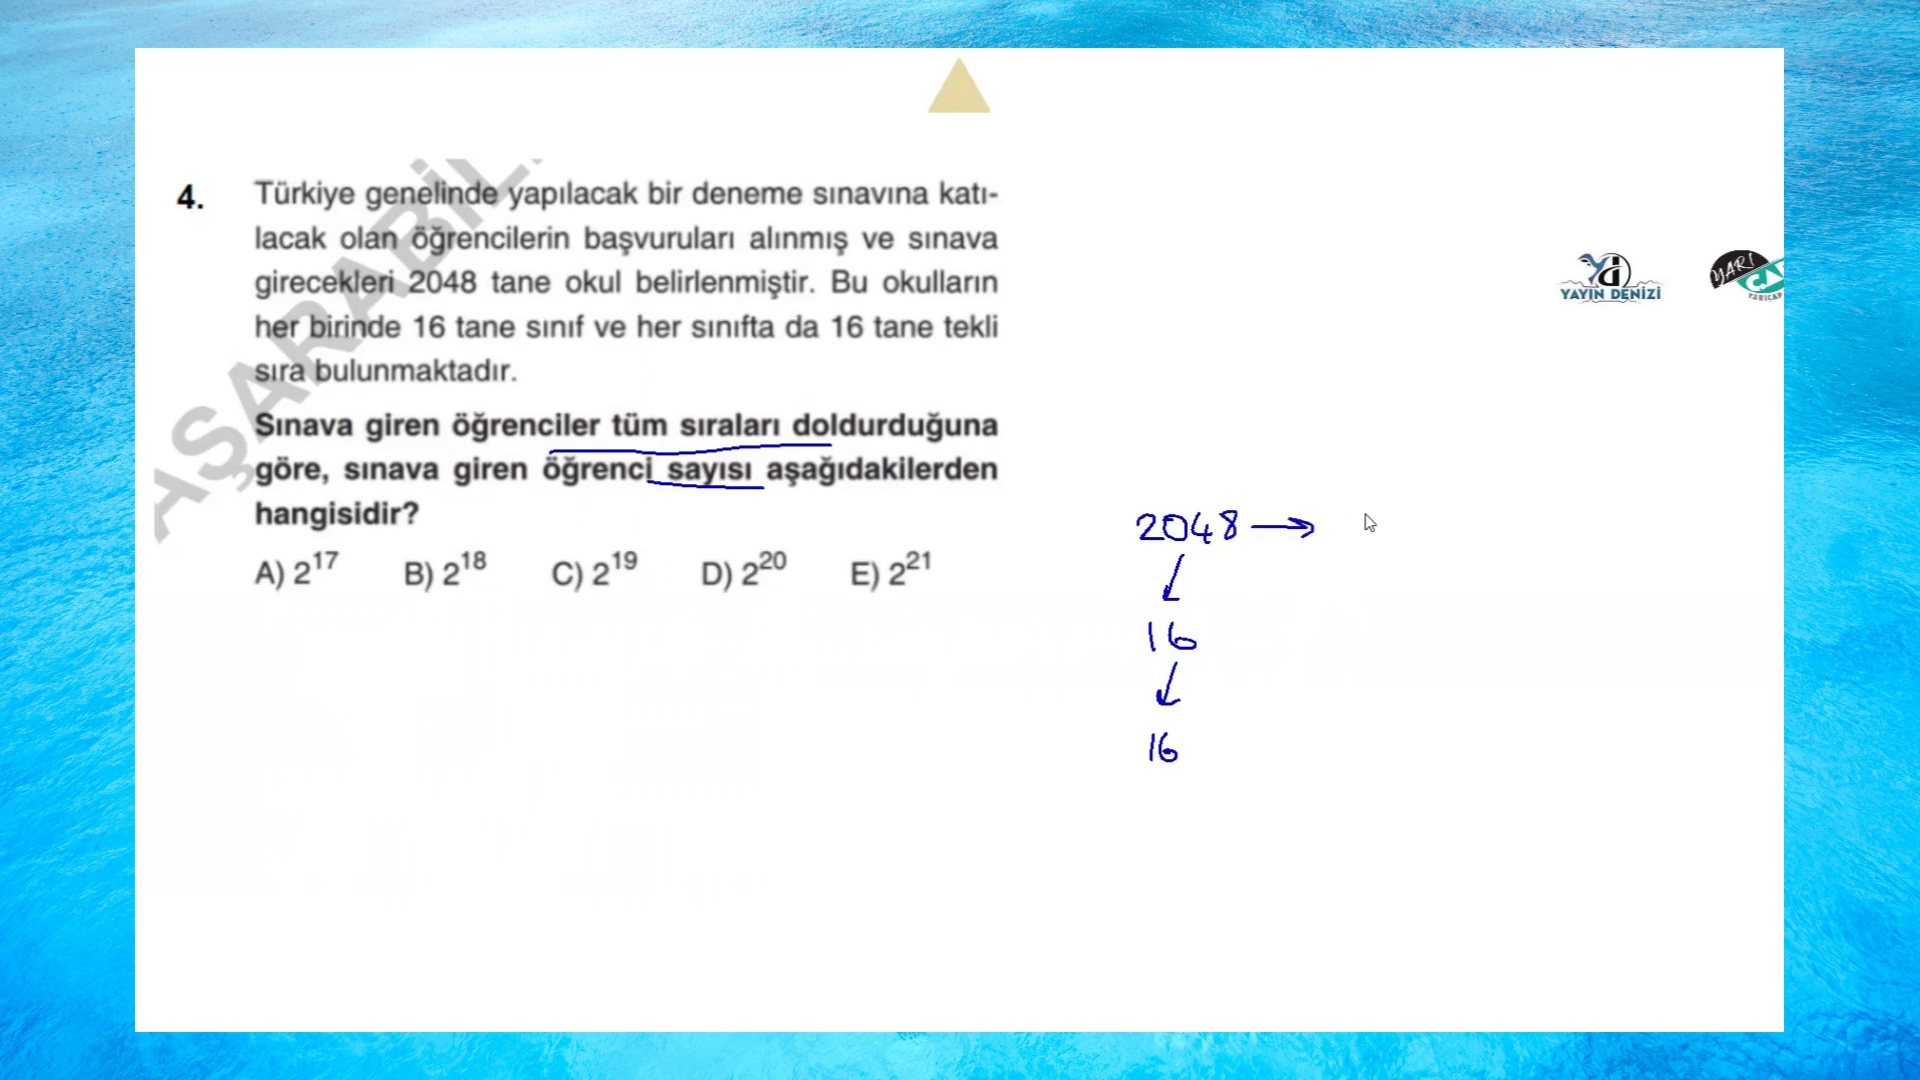 4. Türkiye genelinde yapılacak bir deneme sınavına katı-
lacak olan öğrencilerin başvuruları alınmış ve sınava
girecekleri 2048 tane okul belirlenmiştir. Bu okulların
her birinde 16 tane sınıf ve her sınıfta da 16 tane tekli
sıra bulunmaktadır.
Sınava giren öğrenciler tüm sıraları doldurduğuna
göre, sınava giren öğrenci sayısı aşağıdakilerden
hangisidir?
A) 2^17 B) 2^18 C) 2^19 D) 2^20 E) 2^21
YAYIN DENİZİ
YARI
2048 →
16
16